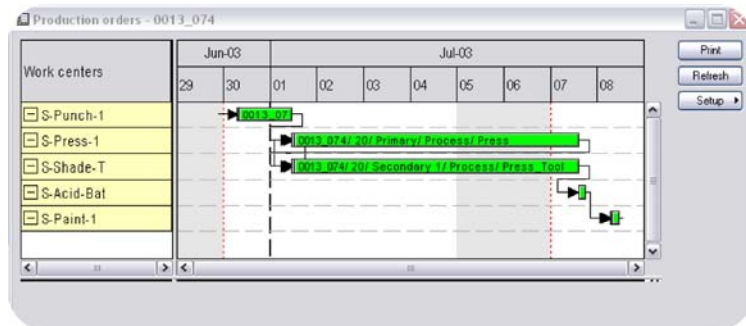 Production orders - 0013_074
Work centers
Jun-03 Jul-03
29 30 01 02 03 04 05 06 07 08
Print
Refresh
Setup
S-Punch-1
0013_07
S-Press-1
0013_074/ 20/ Primary/ Process/ Press
S-Shade-T
0013_074/ 20/ Secondary 1/ Process/ Press_Tool
S-Acid-Bat
S-Paint-1